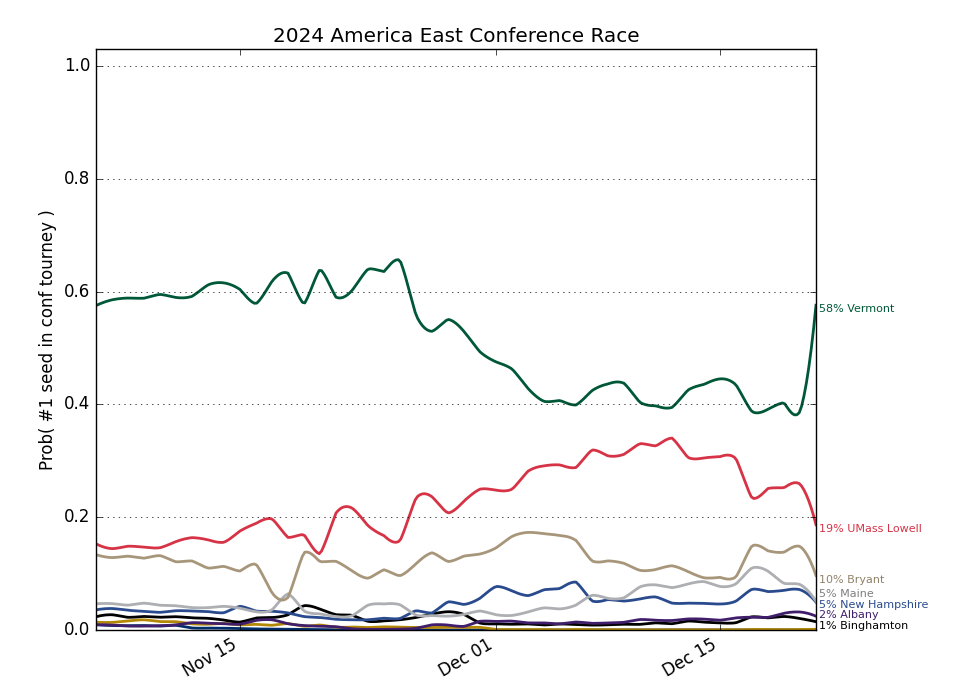 2024 America East Conference Race
Prob( #1 seed in conf tourney )
1.0
0.8
0.6
0.4
0.2
0.0
Nov 15
Dec 01
Dec 15
58% Vermont
19% UMass Lowell
10% Bryant
5% Maine
5% New Hampshire
2% Albany
1% Binghamton